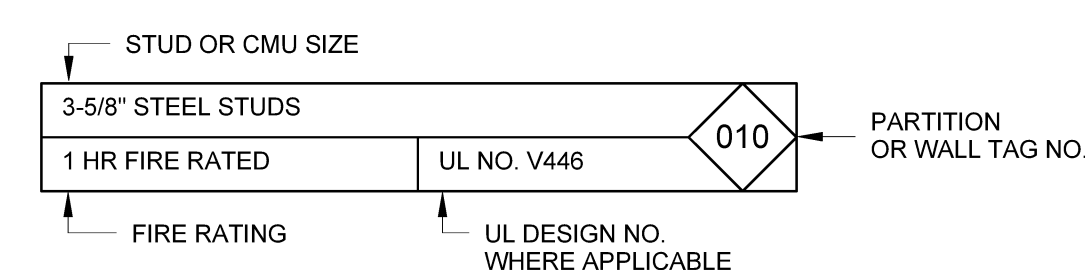 STUD OR CMU SIZE
3-5/8" STEEL STUDS
010
PARTITION
OR WALL TAG NO.
1 HR FIRE RATED
UL NO. V446
FIRE RATING
UL DESIGN NO.
WHERE APPLICABLE